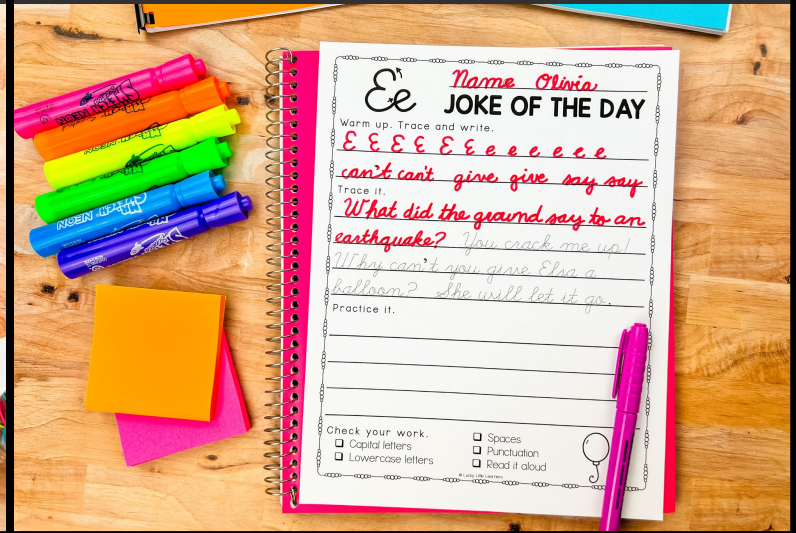 Ee
Name Olivia
JOKE OF THE DAY
Warm up. Trace and write.
E E E E E E e e e e e e
can't can't give give say say
Trace it.
What did the ground say to an
earthquake? You crack me up!
Why can't you give Elsa a
balloon? She will let it go.
Practice it.
Check your work.
Capital letters
Lowercase letters
Spaces
Punctuation
Read it aloud
© Lucky Little Learners
NEON